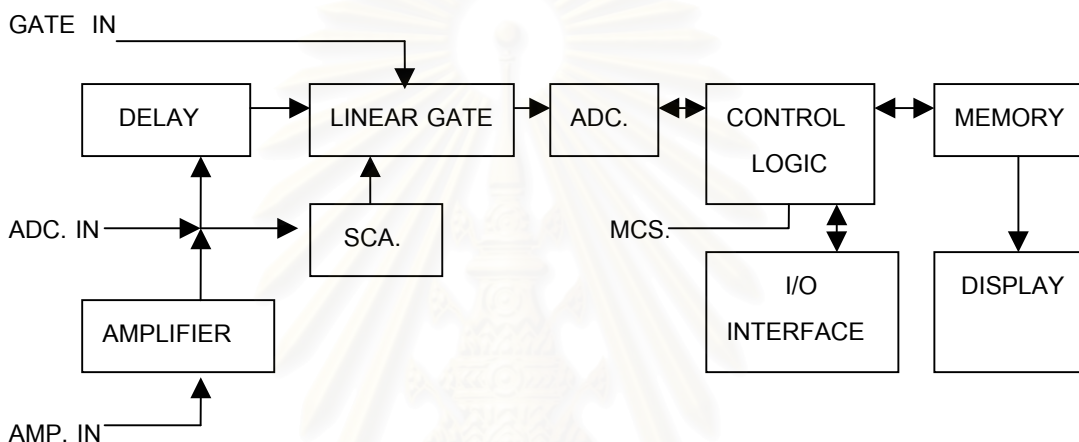 GATE IN
DELAY
LINEAR GATE
ADC.
CONTROL
LOGIC
MEMORY
ADC. IN
SCA.
MCS.
AMPLIFIER
I/O
INTERFACE
DISPLAY
AMP. IN